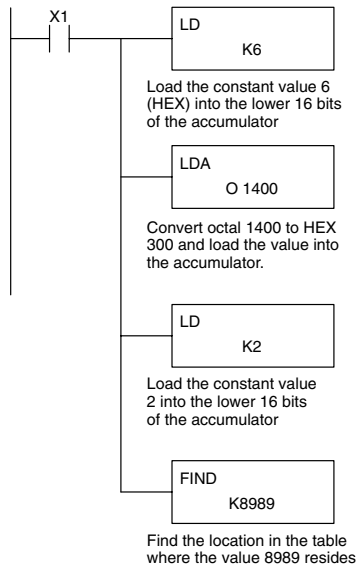 X1
LD
K6
Load the constant value 6
(HEX) into the lower 16 bits
of the accumulator
LDA
O 1400
Convert octal 1400 to HEX
300 and load the value into
the accumulator.
LD
K2
Load the constant value
2 into the lower 16 bits
of the accumulator
FIND
K8989
Find the location in the table
where the value 8989 resides